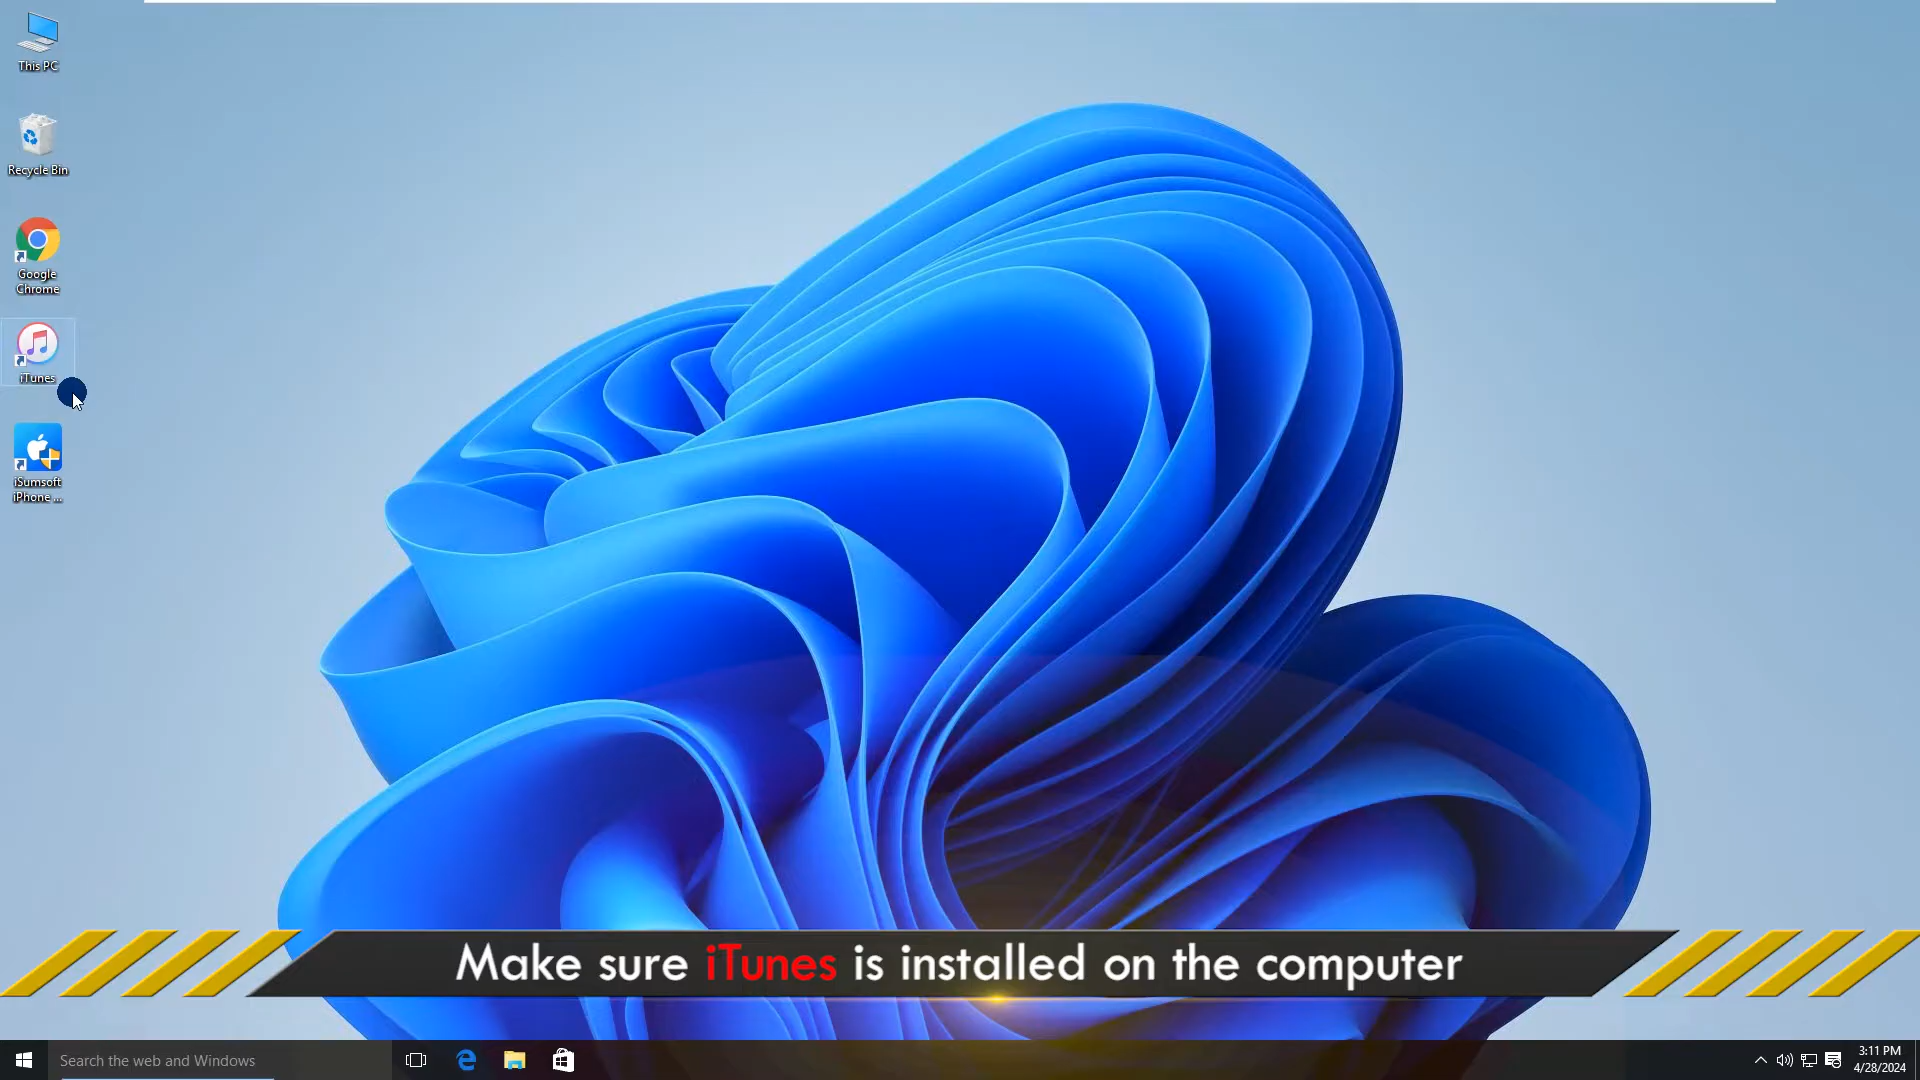 This PC
Recycle Bin
Google
Chrome
iTunes
iSumsoft
iPhone ...
Make sure iTunes is installed on the computer
Search the web and Windows
3:11 PM
4/28/2024